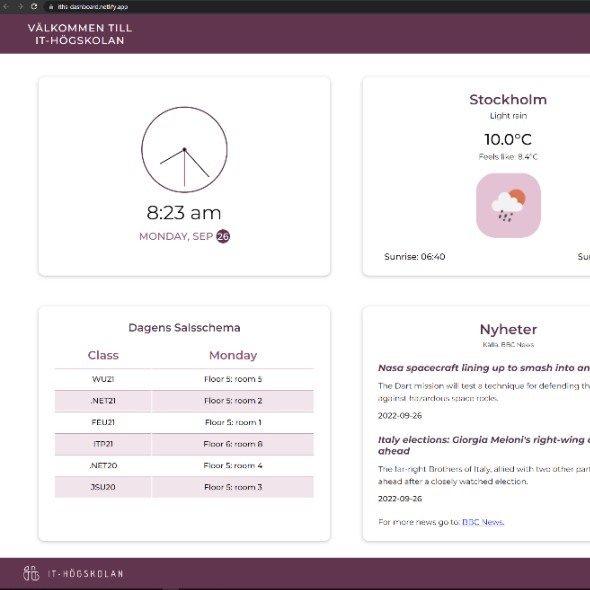 iths-dashboard.netlify.app
VÄLKOMMEN TILL
IT-HÖGSKOLAN
8:23 am
MONDAY, SEP 26
Stockholm
Light rain
10.0°C
Feels like: 8.4°C
Sunrise: 06:40
Su
Dagens Salsschema
Class Monday
WU21 Floor 5: room 5
.NET21 Floor 5: room 2
FEU21 Floor 5: room 1
ITP21 Floor 6: room 8
.NET20 Floor 5: room 4
JSU20 Floor 5: room 3
Nyheter
Källa: BBC News
Nasa spacecraft lining up to smash into an
The Dart mission will test a technique for defending th
against hazardous space rocks.
2022-09-26
Italy elections: Giorgia Meloni's right-wing
ahead
The far-right Brothers of Italy, allied with two other part
ahead after a closely watched election.
2022-09-26
For more news go to: BBC News.
IT-HÖGSKOLAN